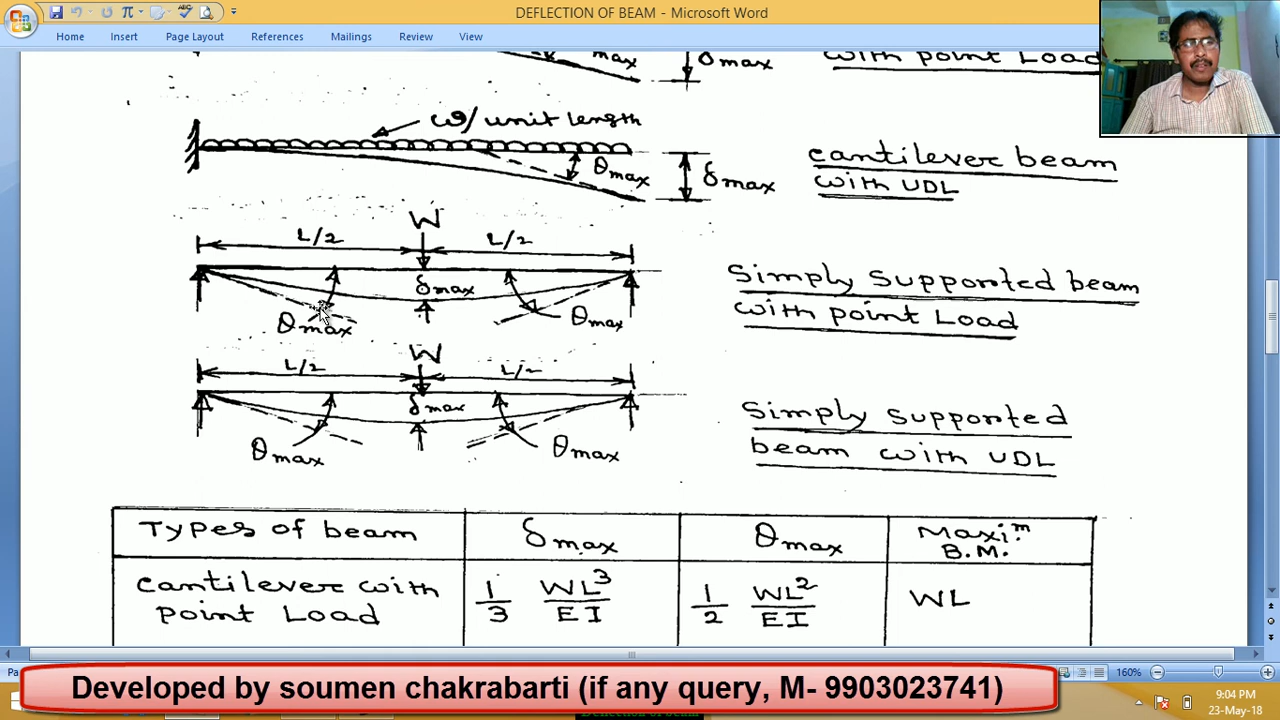 DEFLECTION OF BEAM - Microsoft Word
Home Insert Page Layout References Mailings Review View
max δmax with point Load
w/unit length
θmax δmax
cantilever beam
with UDL
W
L/2 L/2
δmax
θmax θmax
Simply supported beam
with point Load
W
L/2 L/2
δmax
θmax θmax
Simply supported
beam with UDL
Types of beam δmax θmax Maxi.m B.M.
Cantilever with point Load 1/3 WL³/EI 1/2 WL²/EI WL
Pa 160%
Developed by soumen chakrabarti (if any query, M- 9903023741)
9:04 PM
23-May-18